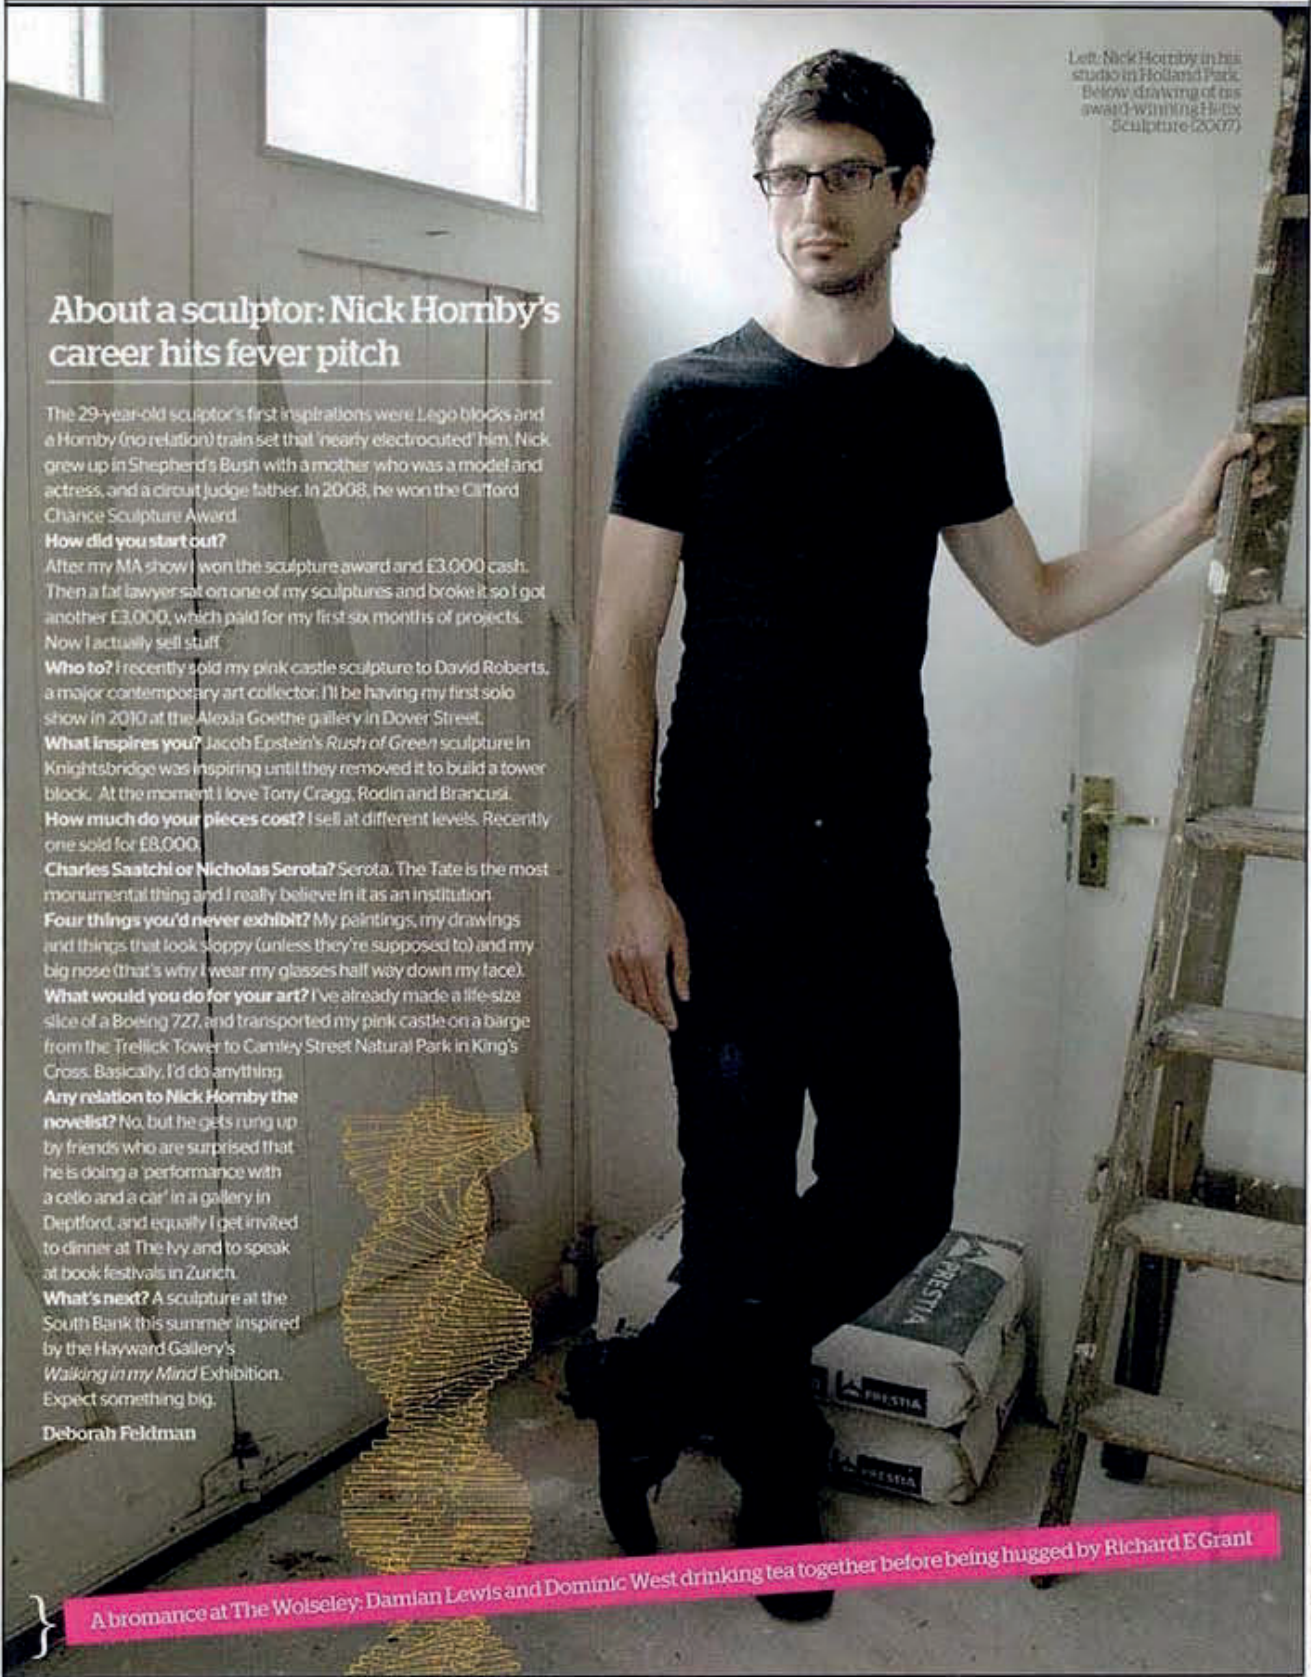 Left: Nick Hornby in his
studio in Holland Park.
Below: drawing of his
award-winning Helix
Sculpture (2007)
About a sculptor: Nick Hornby's
career hits fever pitch
The 29-year-old sculptor's first inspirations were Lego blocks and
a Hornby (no relation) train set that 'nearly electrocuted' him. Nick
grew up in Shepherd's Bush with a mother who was a model and
actress, and a circuit judge father. In 2008, he won the Clifford
Chance Sculpture Award.
How did you start out?
After my MA show I won the sculpture award and £3,000 cash.
Then a fat lawyer sat on one of my sculptures and broke it so I got
another £3,000, which paid for my first six months of projects.
Now I actually sell stuff.
Who to? I recently sold my pink castle sculpture to David Roberts,
a major contemporary art collector. I'll be having my first solo
show in 2010 at the Alexia Goethe gallery in Dover Street.
What inspires you? Jacob Epstein's Rush of Green sculpture in
Knightsbridge was inspiring until they removed it to build a tower
block. At the moment I love Tony Cragg, Rodin and Brancusi.
How much do your pieces cost? I sell at different levels. Recently
one sold for £8,000.
Charles Saatchi or Nicholas Serota? Serota. The Tate is the most
monumental thing and I really believe in it as an institution
Four things you'd never exhibit? My paintings, my drawings
and things that look sloppy (unless they're supposed to) and my
big nose (that's why I wear my glasses half way down my face).
What would you do for your art? I've already made a life-size
slice of a Boeing 727, and transported my pink castle on a barge
from the Trellick Tower to Camley Street Natural Park in King's
Cross. Basically, I'd do anything.
Any relation to Nick Hornby the
novelist? No, but he gets rung up
by friends who are surprised that
he is doing a 'performance with
a cello and a car' in a gallery in
Deptford, and equally I get invited
to dinner at The Ivy and to speak
at book festivals in Zurich.
What's next? A sculpture at the
South Bank this summer inspired
by the Hayward Gallery's
Walking in my Mind Exhibition.
Expect something big.
Deborah Feldman
PRESTIA
PRESTIA
PRESTIA
} A bromance at The Wolseley: Damian Lewis and Dominic West drinking tea together before being hugged by Richard E Grant